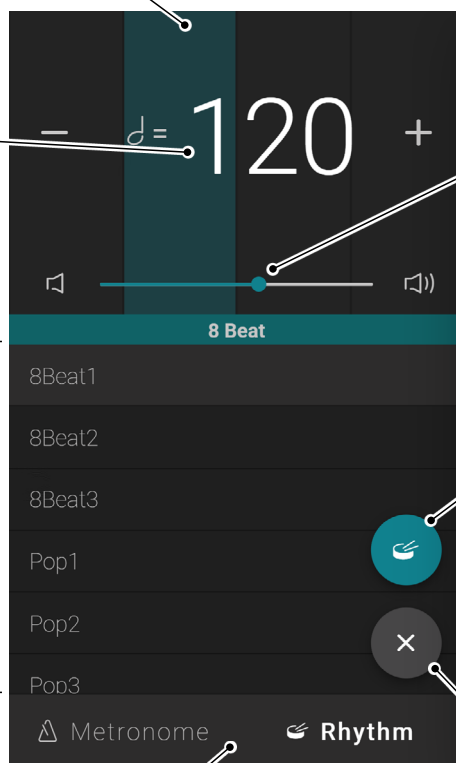 − 𝅗𝅥 = 120 +
8 Beat
8Beat1
8Beat2
8Beat3
Pop1
Pop2
Pop3
Metronome Rhythm